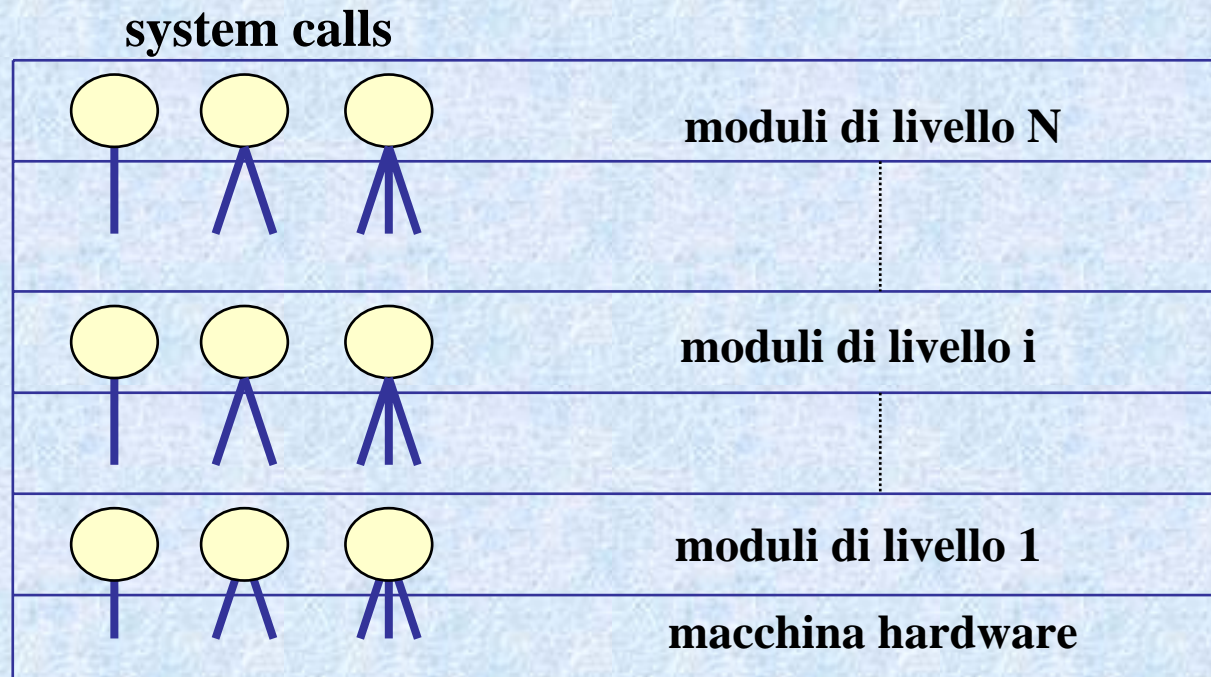 system calls
moduli di livello N
moduli di livello i
moduli di livello 1
macchina hardware